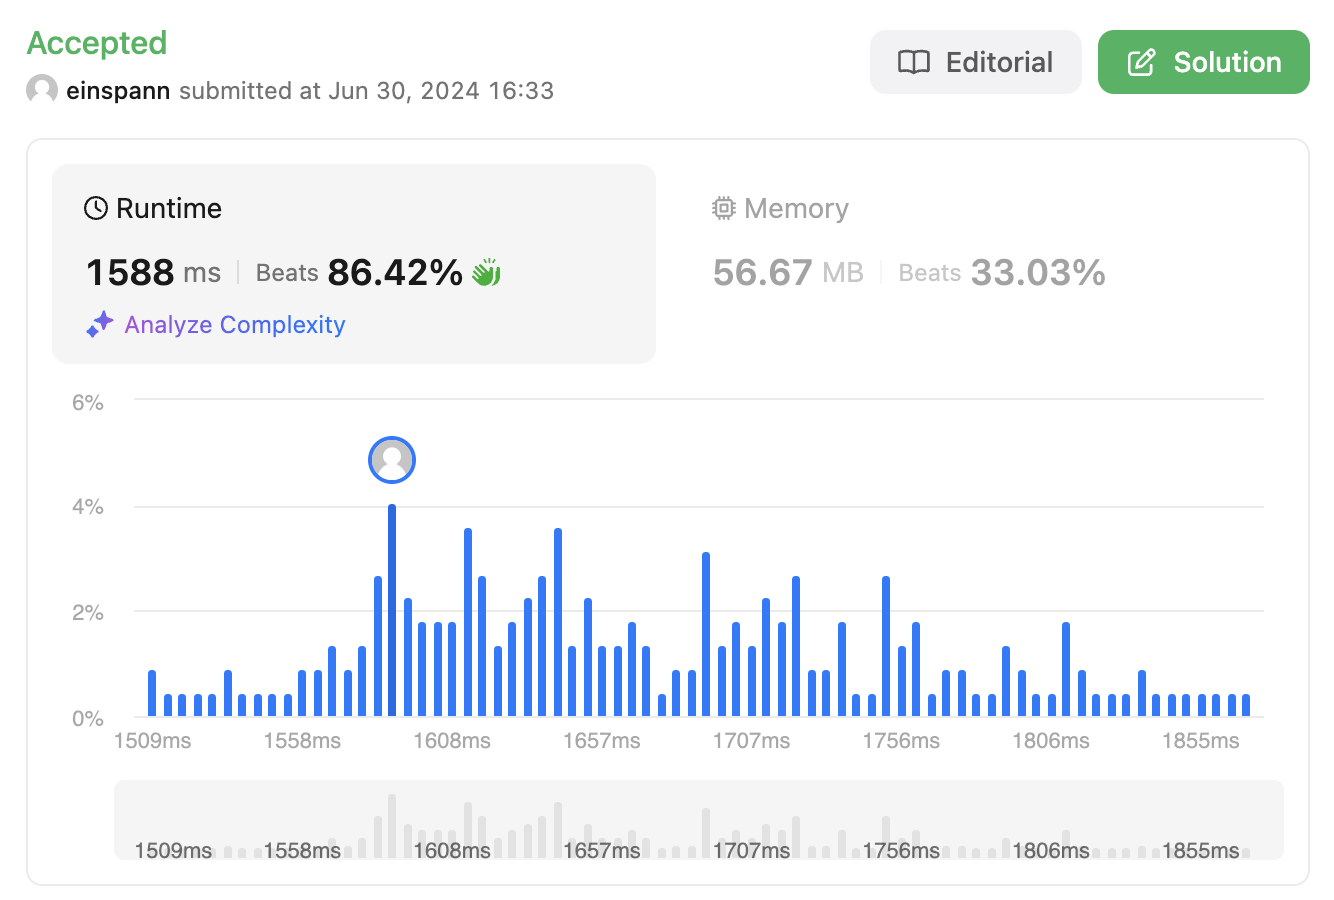 Accepted
einspann submitted at Jun 30, 2024 16:33
Editorial
Solution
Runtime
1588 ms Beats 86.42%
Analyze Complexity
Memory
56.67 MB Beats 33.03%
6%
4%
2%
0%
1509ms 1558ms 1608ms 1657ms 1707ms 1756ms 1806ms 1855ms
1509ms 1558ms 1608ms 1657ms 1707ms 1756ms 1806ms 1855ms